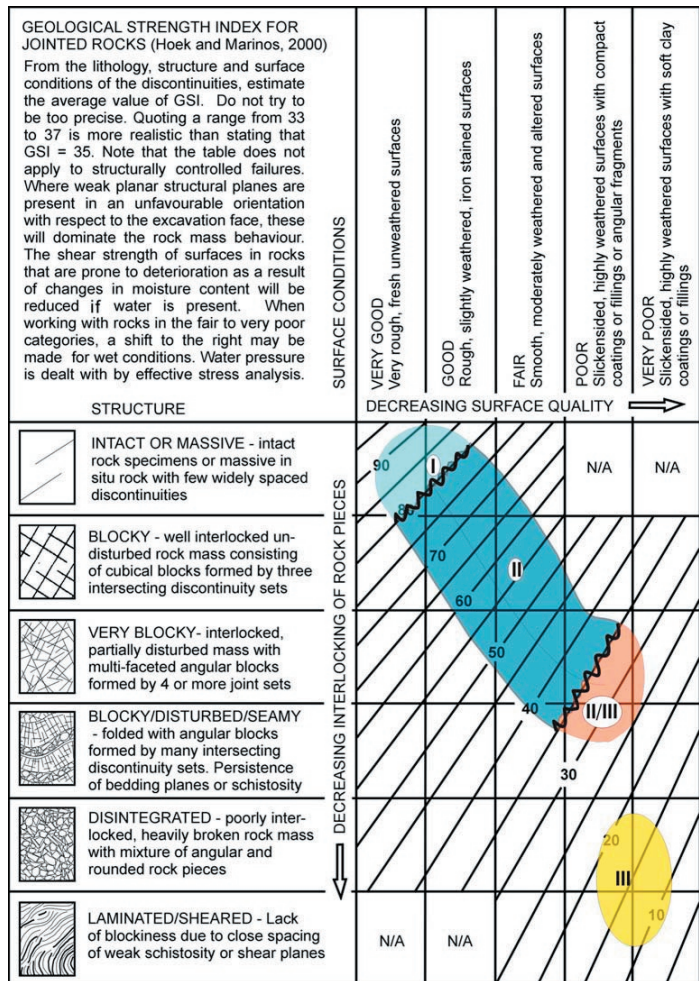 GEOLOGICAL STRENGTH INDEX FOR
JOINTED ROCKS (Hoek and Marinos, 2000)
From the lithology, structure and surface
conditions of the discontinuities, estimate
the average value of GSI. Do not try to
be too precise. Quoting a range from 33
to 37 is more realistic than stating that
GSI = 35. Note that the table does not
apply to structurally controlled failures.
Where weak planar structural planes are
present in an unfavourable orientation
with respect to the excavation face, these
will dominate the rock mass behaviour.
The shear strength of surfaces in rocks
that are prone to deterioration as a result
of changes in moisture content will be
reduced if water is present. When
working with rocks in the fair to very poor
categories, a shift to the right may be
made for wet conditions. Water pressure
is dealt with by effective stress analysis.
STRUCTURE
SURFACE CONDITIONS
VERY GOOD
Very rough, fresh unweathered surfaces
GOOD
Rough, slightly weathered, iron stained surfaces
FAIR
Smooth, moderately weathered and altered surfaces
POOR
Slickensided, highly weathered surfaces with compact
coatings or fillings or angular fragments
VERY POOR
Slickensided, highly weathered surfaces with soft clay
coatings or fillings
DECREASING SURFACE QUALITY
DECREASING INTERLOCKING OF ROCK PIECES
INTACT OR MASSIVE - intact
rock specimens or massive in
situ rock with few widely spaced
discontinuities
BLOCKY - well interlocked un-
disturbed rock mass consisting
of cubical blocks formed by three
intersecting discontinuity sets
VERY BLOCKY- interlocked,
partially disturbed mass with
multi-faceted angular blocks
formed by 4 or more joint sets
BLOCKY/DISTURBED/SEAMY
- folded with angular blocks
formed by many intersecting
discontinuity sets. Persistence
of bedding planes or schistosity
DISINTEGRATED - poorly inter-
locked, heavily broken rock mass
with mixture of angular and
rounded rock pieces
LAMINATED/SHEARED - Lack
of blockiness due to close spacing
of weak schistosity or shear planes
90
I
N/A
N/A
80
70
II
60
50
40
II/III
30
20
III
10
N/A
N/A